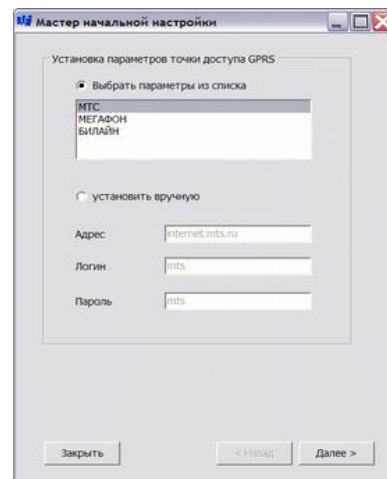 Мастер начальной настройки
Установка параметров точки доступа GPRS
Выбрать параметры из списка
МТС
МЕГАФОН
БИЛАЙН
установить вручную
Адрес internet.mts.ru
Логин mts
Пароль mts
Закрыть < Назад Далее >